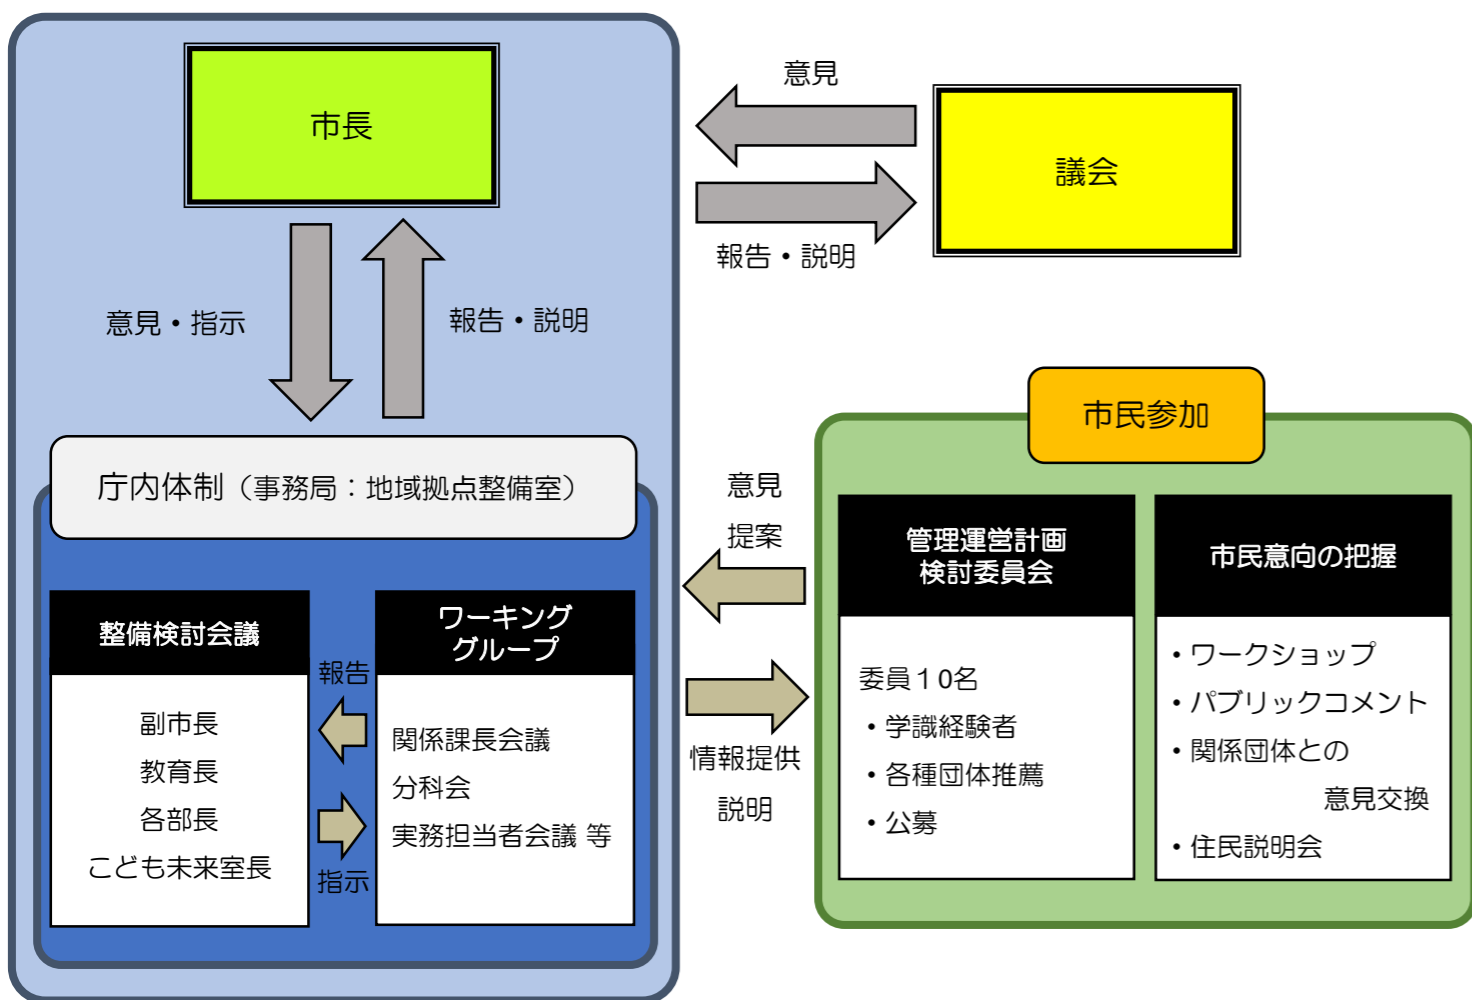 市長
意見
議会
報告・説明
意見・指示
報告・説明
庁内体制（事務局：地域拠点整備室）
整備検討会議
副市長
教育長
各部長
こども未来室長
報告
指示
ワーキング
グループ
関係課長会議
分科会
実務担当者会議 等
意見
提案
情報提供
説明
市民参加
管理運営計画
検討委員会
委員１０名
・学識経験者
・各種団体推薦
・公募
市民意向の把握
・ワークショップ
・パブリックコメント
・関係団体との
意見交換
・住民説明会